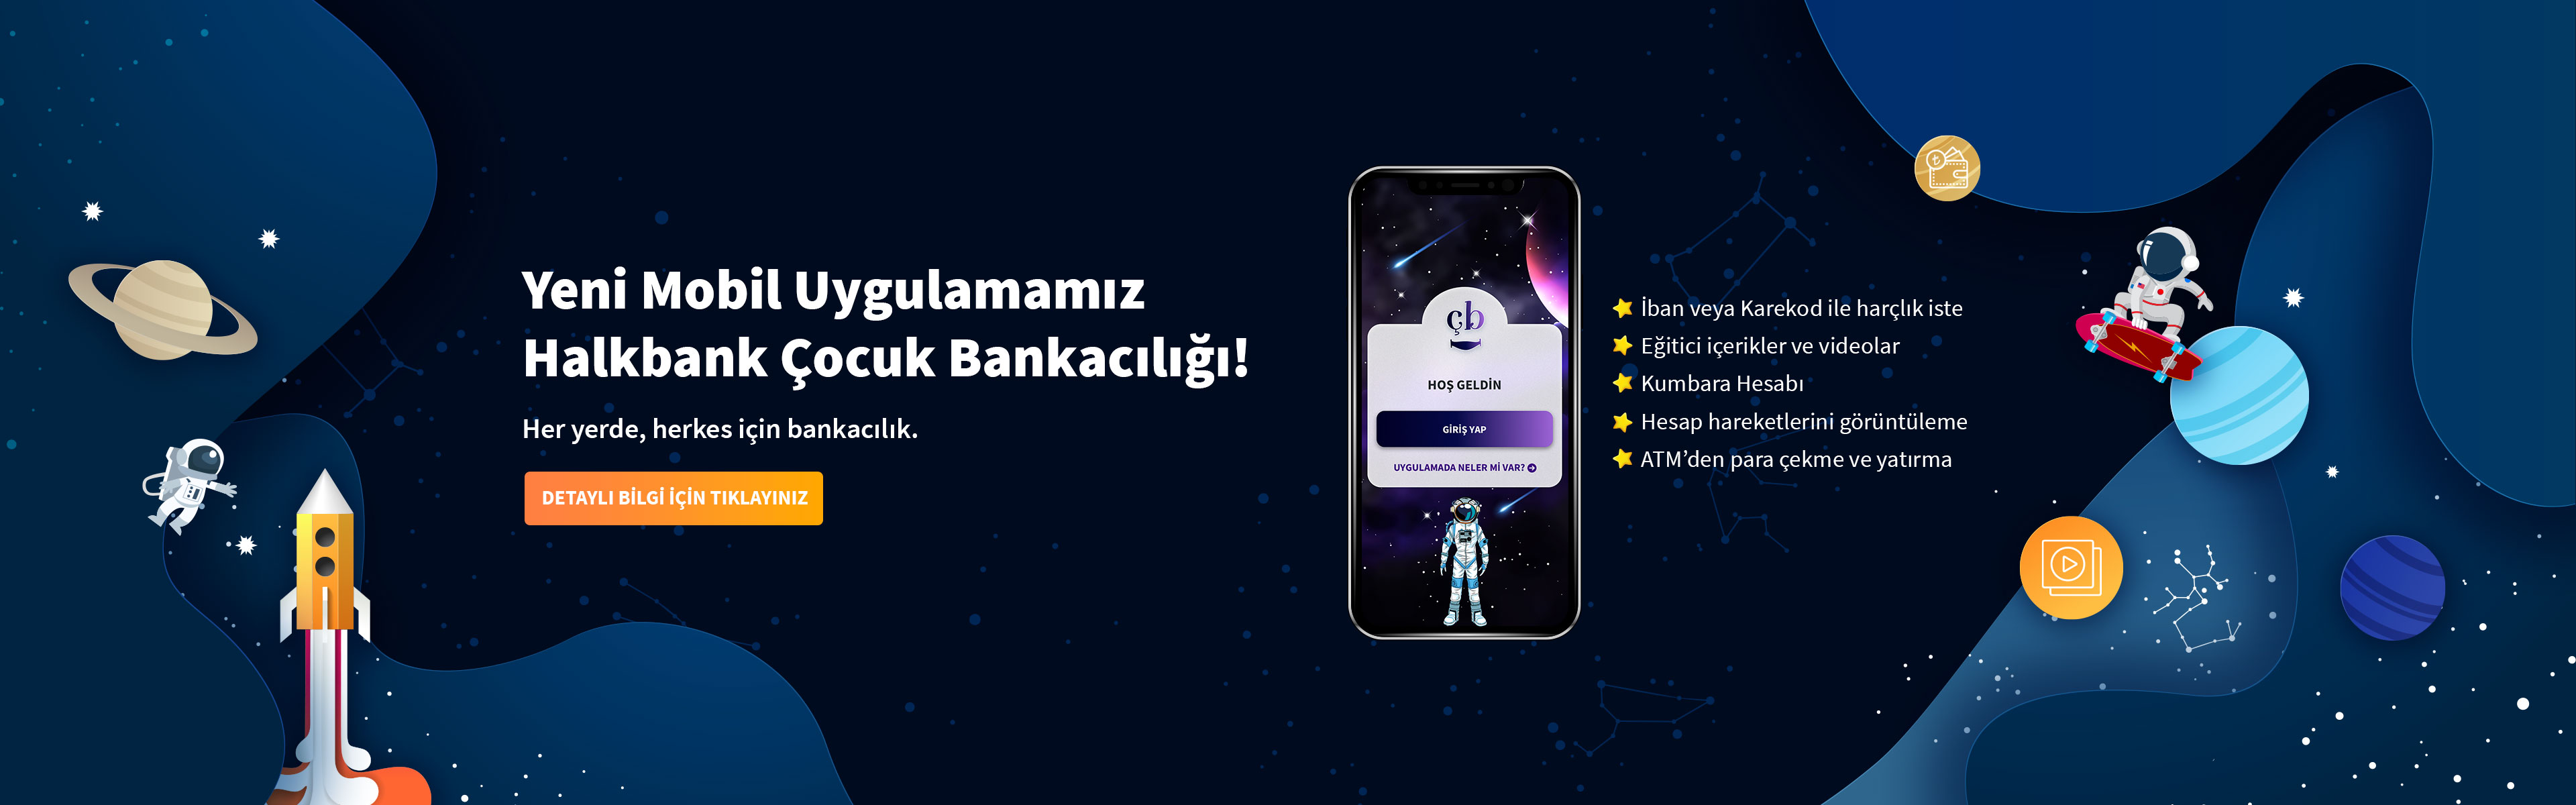 Yeni Mobil Uygulamamız
Halkbank Çocuk Bankacılığı!
Her yerde, herkes için bankacılık.
DETAYLI BİLGİ İÇİN TIKLAYINIZ
çb
HOŞ GELDİN
GİRİŞ YAP
UYGULAMADA NELER Mİ VAR?
İban veya Karekod ile harçlık iste
Eğitici içerikler ve videolar
Kumbara Hesabı
Hesap hareketlerini görüntüleme
ATM’den para çekme ve yatırma